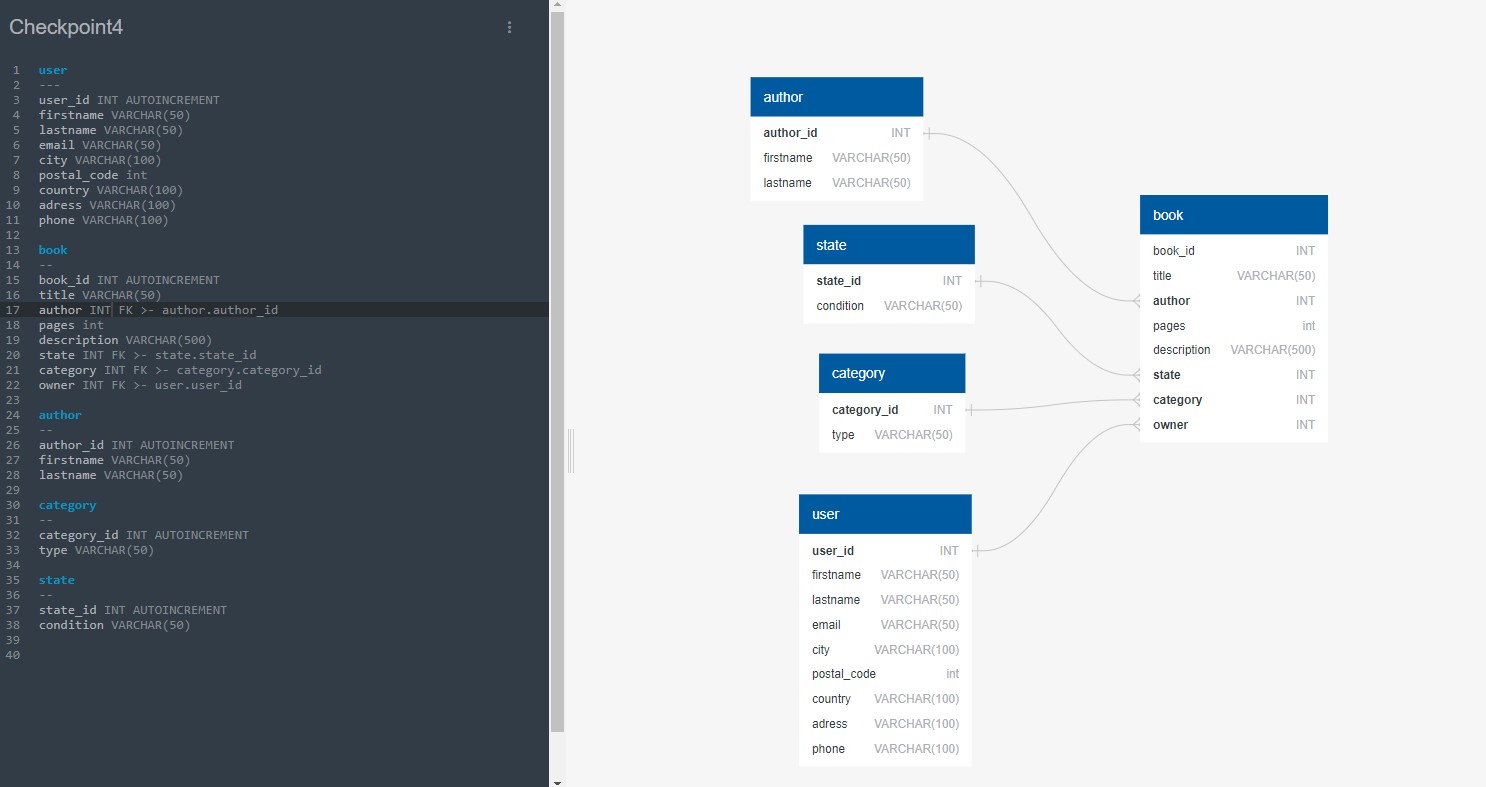 Checkpoint4
1 user
2 ---
3 user_id INT AUTOINCREMENT
4 firstname VARCHAR(50)
5 lastname VARCHAR(50)
6 email VARCHAR(50)
7 city VARCHAR(100)
8 postal_code int
9 country VARCHAR(100)
10 adress VARCHAR(100)
11 phone VARCHAR(100)
12
13 book
14 --
15 book_id INT AUTOINCREMENT
16 title VARCHAR(50)
17 author INT FK >- author.author_id
18 pages int
19 description VARCHAR(500)
20 state INT FK >- state.state_id
21 category INT FK >- category.category_id
22 owner INT FK >- user.user_id
23
24 author
25 --
26 author_id INT AUTOINCREMENT
27 firstname VARCHAR(50)
28 lastname VARCHAR(50)
29
30 category
31 --
32 category_id INT AUTOINCREMENT
33 type VARCHAR(50)
34
35 state
36 --
37 state_id INT AUTOINCREMENT
38 condition VARCHAR(50)
39
40
author
author_id INT
firstname VARCHAR(50)
lastname VARCHAR(50)
state
state_id INT
condition VARCHAR(50)
category
category_id INT
type VARCHAR(50)
user
user_id INT
firstname VARCHAR(50)
lastname VARCHAR(50)
email VARCHAR(50)
city VARCHAR(100)
postal_code int
country VARCHAR(100)
adress VARCHAR(100)
phone VARCHAR(100)
book
book_id INT
title VARCHAR(50)
author INT
pages int
description VARCHAR(500)
state INT
category INT
owner INT